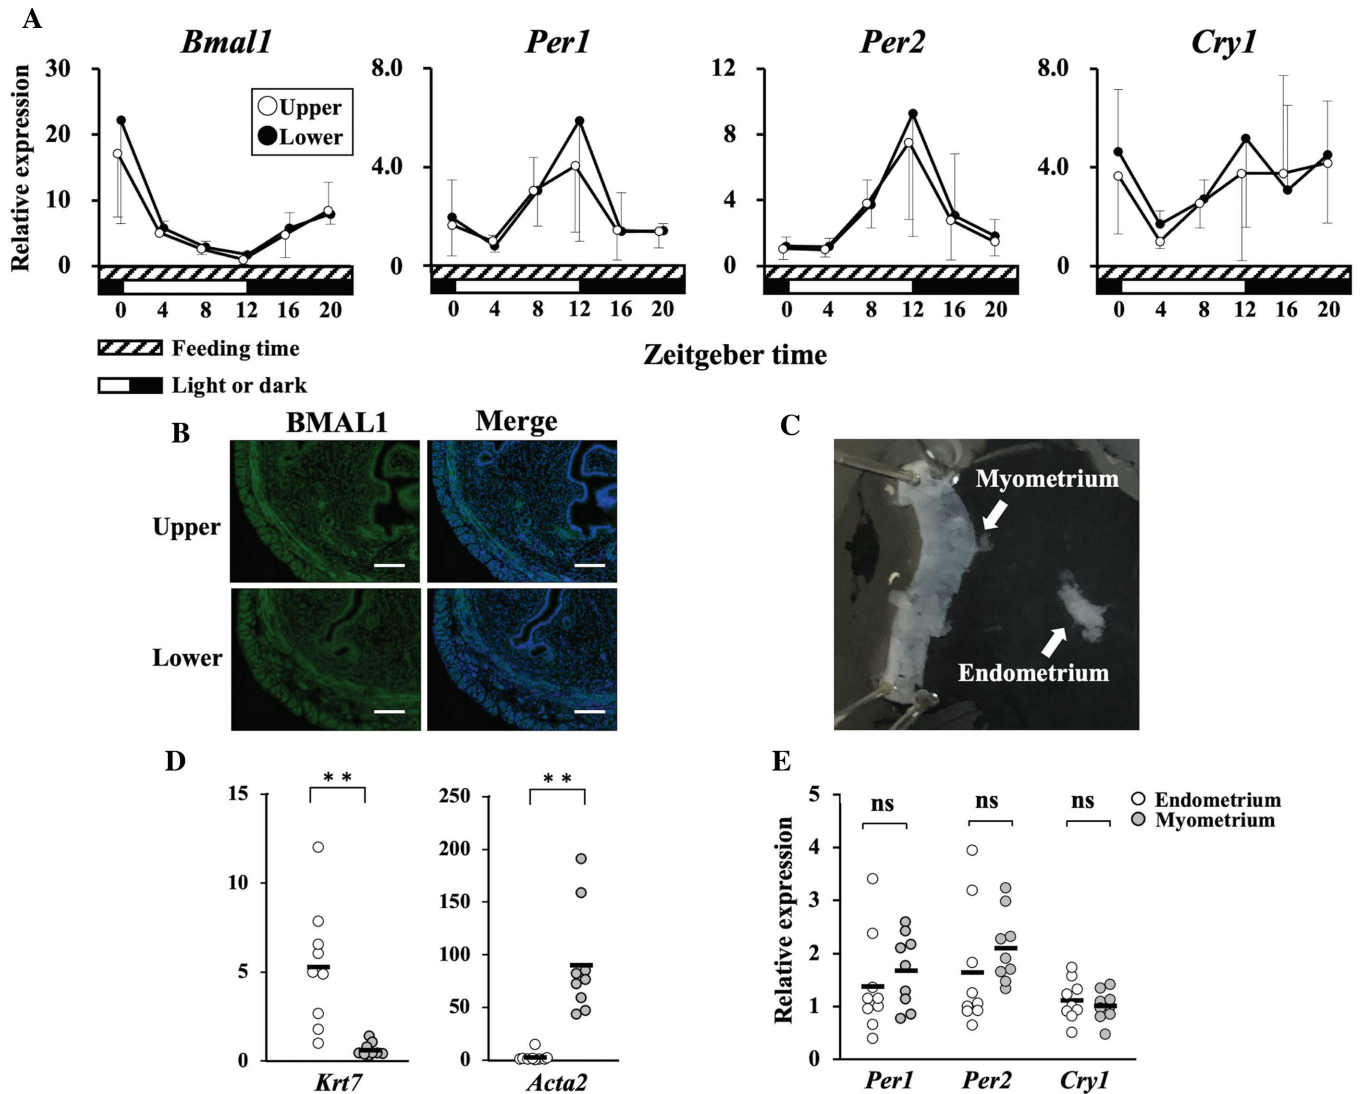 A
Bmal1 Per1 Per2 Cry1
Relative expression
30 20 10 0
Upper
Lower
8.0 4.0 0
12 8 4 0
8.0 4.0 0
0 4 8 12 16 20 0 4 8 12 16 20 0 4 8 12 16 20 0 4 8 12 16 20
Feeding time
Light or dark
Zeitgeber time
B
BMAL1 Merge
Upper
Lower
C
Myometrium
Endometrium
D
15 10 5 0
**
Krt7
250 200 150 100 50 0
**
Acta2
E
Relative expression
5 4 3 2 1 0
ns ns ns
Endometrium
Myometrium
Per1 Per2 Cry1